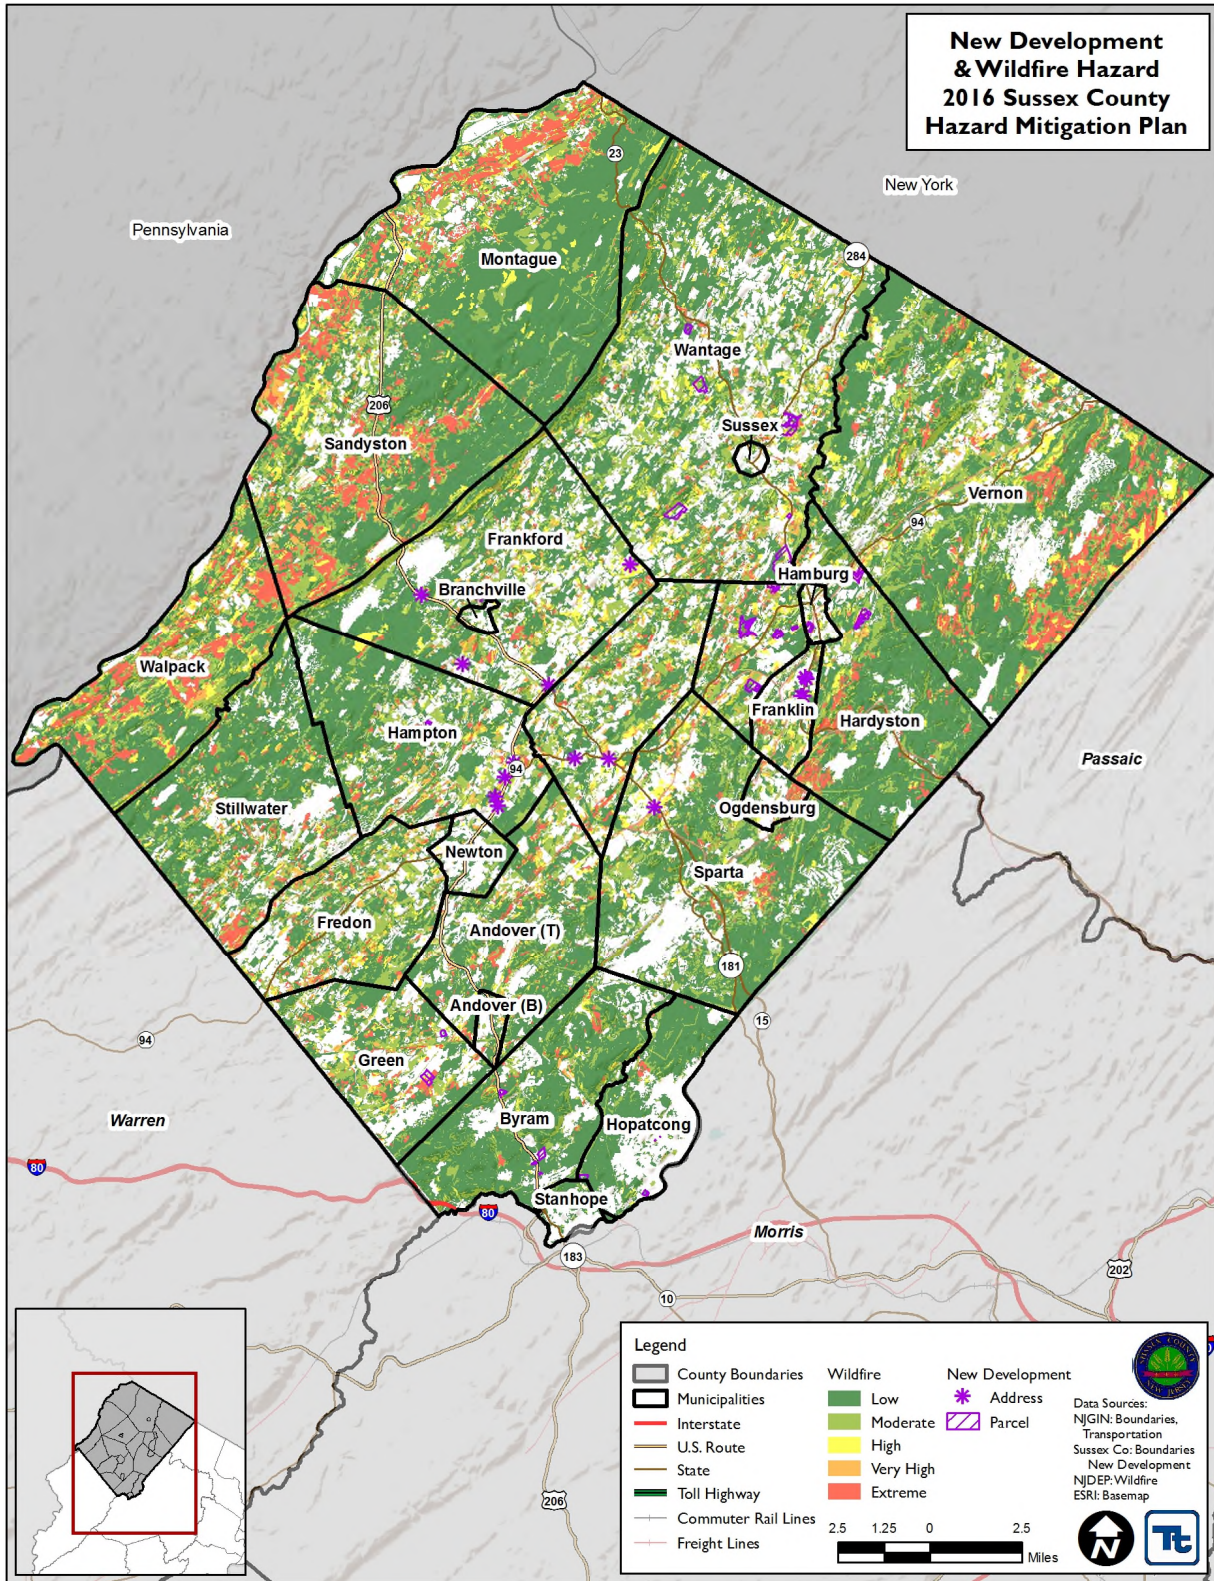 New Development
& Wildfire Hazard
2016 Sussex County
Hazard Mitigation Plan
New York
Pennsylvania
23
Montague
284
Wantage
206
Sussex
Sandyston
Vernon
94
Frankford
Hamburg
Branchville
Walpack
Franklin
Hardyston
Hampton
Passaic
94
Stillwater
Ogdensburg
Newton
Sparta
Fredon
Andover (T)
181
Andover (B)
15
94
Green
Warren
Byram
Hopatcong
80
Stanhope
80
Morris
183
202
10
206
Legend
County Boundaries
Municipalities
Interstate
U.S. Route
State
Toll Highway
Commuter Rail Lines
Freight Lines
Wildfire
Low
Moderate
High
Very High
Extreme
New Development
Address
Parcel
2.5 1.25 0 2.5
Miles
SUSSEX COUNTY
NEW JERSEY
Data Sources:
NJGIN: Boundaries,
Transportation
Sussex Co: Boundaries
New Development
NJDEP: Wildfire
ESRI: Basemap
N
Tt